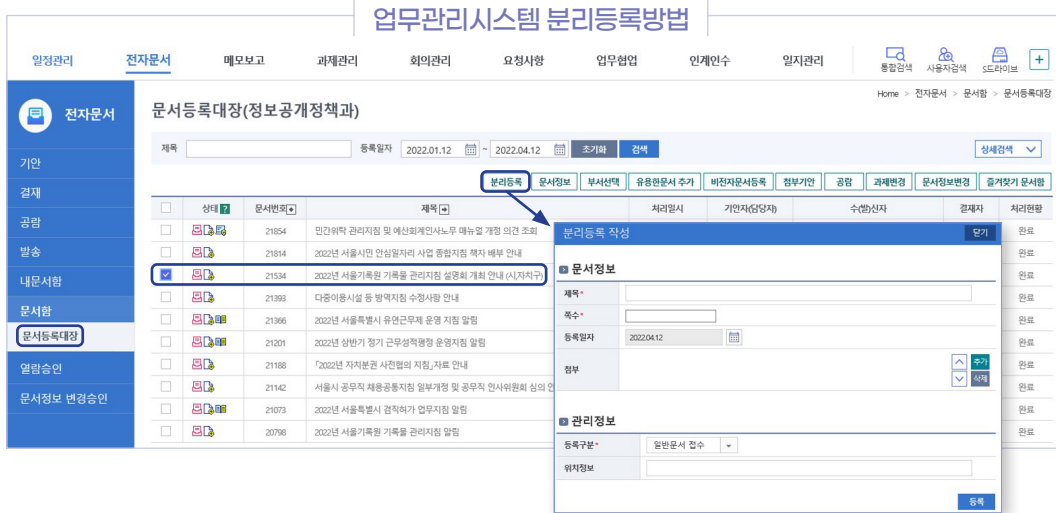 업무관리시스템 분리등록방법
일정관리 전자문서 메모보고 과제관리 회의관리 요청사항 업무협업 인계인수 일지관리 통합검색 사용자검색 S드라이브 +
Home > 전자문서 > 문서함 > 문서등록대장
전자문서
기안
결재
공람
발송
내문서함
문서함
문서등록대장
열람승인
문서정보 변경승인
문서등록대장(정보공개정책과)
제목 등록일자 2022.01.12 ~ 2022.04.12 초기화 검색 상세검색
분리등록 문서정보 부서선택 유용한문서 추가 비전자문서등록 첨부기안 공람 과제변경 문서정보변경 즐겨찾기 문서함
상태 ? 문서번호 제목 처리일시 기안자(담당자) 수(발)신자 결재자 처리현황
21854 민간위탁 관리지침 및 예산회계인사노무 매뉴얼 개정 의견 조회 완료
21814 2022년 서울시민 안심일자리 사업 종합지침 책자 배부 안내 완료
21534 2022년 서울기록원 기록물 관리지침 설명회 개최 안내 (시,자치구) 완료
21393 다중이용시설 등 방역지침 수정사항 안내 완료
21366 2022년 서울특별시 유연근무제 운영 지침 알림 완료
21201 2022년 상반기 정기 근무성적평정 운영지침 알림 완료
21188 「2022년 자치분권 사전협의 지침」자료 안내 완료
21142 서울시 공무직 채용공통지침 일부개정 및 공무직 인사위원회 심의 안 완료
21073 2022년 서울특별시 겸직허가 업무지침 알림 완료
20798 2022년 서울기록원 기록물 관리지침 알림 완료
분리등록 작성 닫기
문서정보
제목*
쪽수*
등록일자 2022.04.12
첨부 추가 삭제
관리정보
등록구분* 일반문서 접수
위치정보
등록